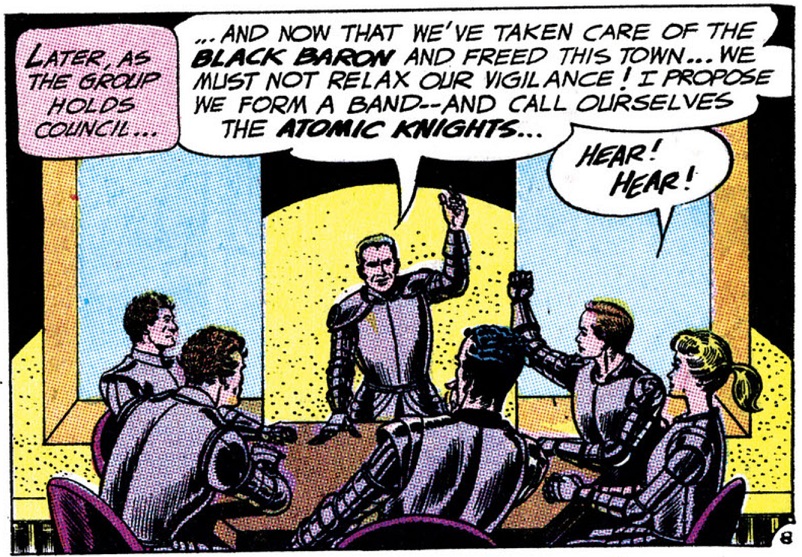 LATER, AS
THE GROUP
HOLDS
COUNCIL...
...AND NOW THAT WE'VE TAKEN CARE OF THE
BLACK BARON AND FREED THIS TOWN... WE
MUST NOT RELAX OUR VIGILANCE! I PROPOSE
WE FORM A BAND--AND CALL OURSELVES
THE ATOMIC KNIGHTS...
HEAR!
HEAR!
8